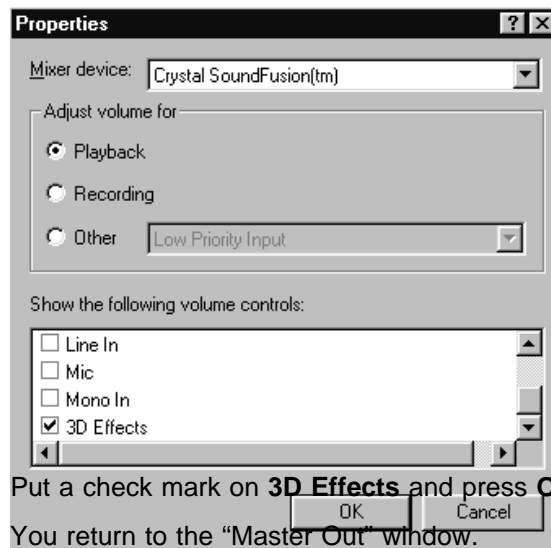 Properties
Mixer device: Crystal SoundFusion(tm)
Adjust volume for
Playback
Recording
Other Low Priority Input
Show the following volume controls:
Line In
Mic
Mono In
3D Effects
Put a check mark on 3D Effects and press
OK Cancel
You return to the “Master Out” window.